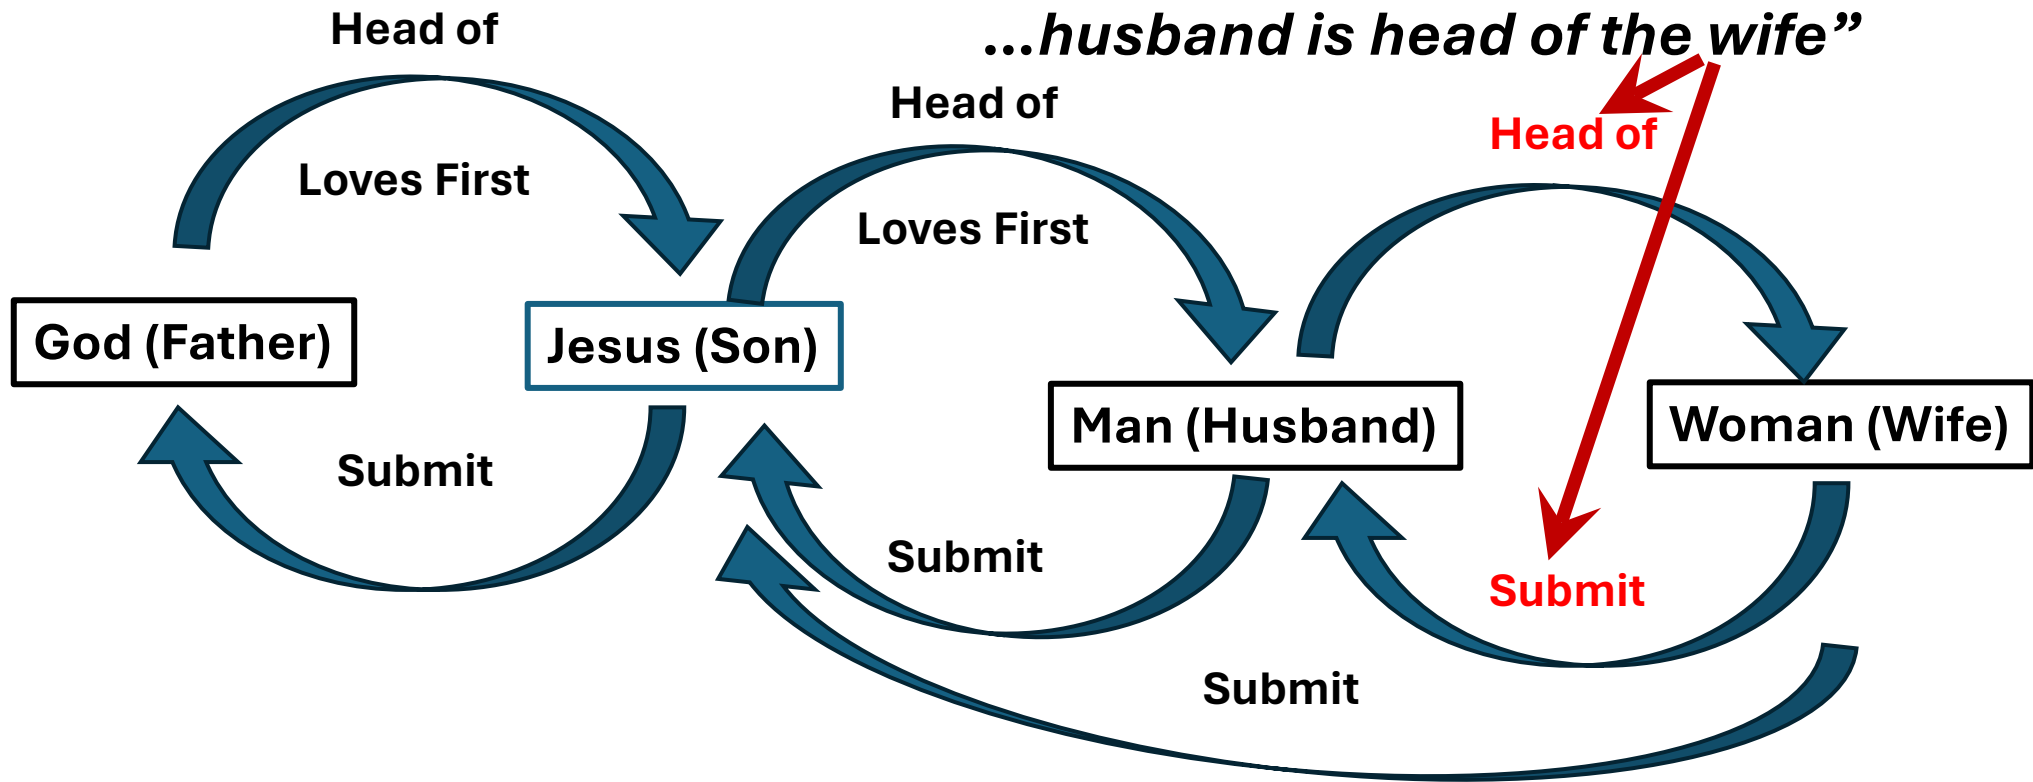 Head of
...husband is head of the wife”
Head of
Head of
Loves First
Loves First
God (Father)
Jesus (Son)
Man (Husband)
Woman (Wife)
Submit
Submit
Submit
Submit